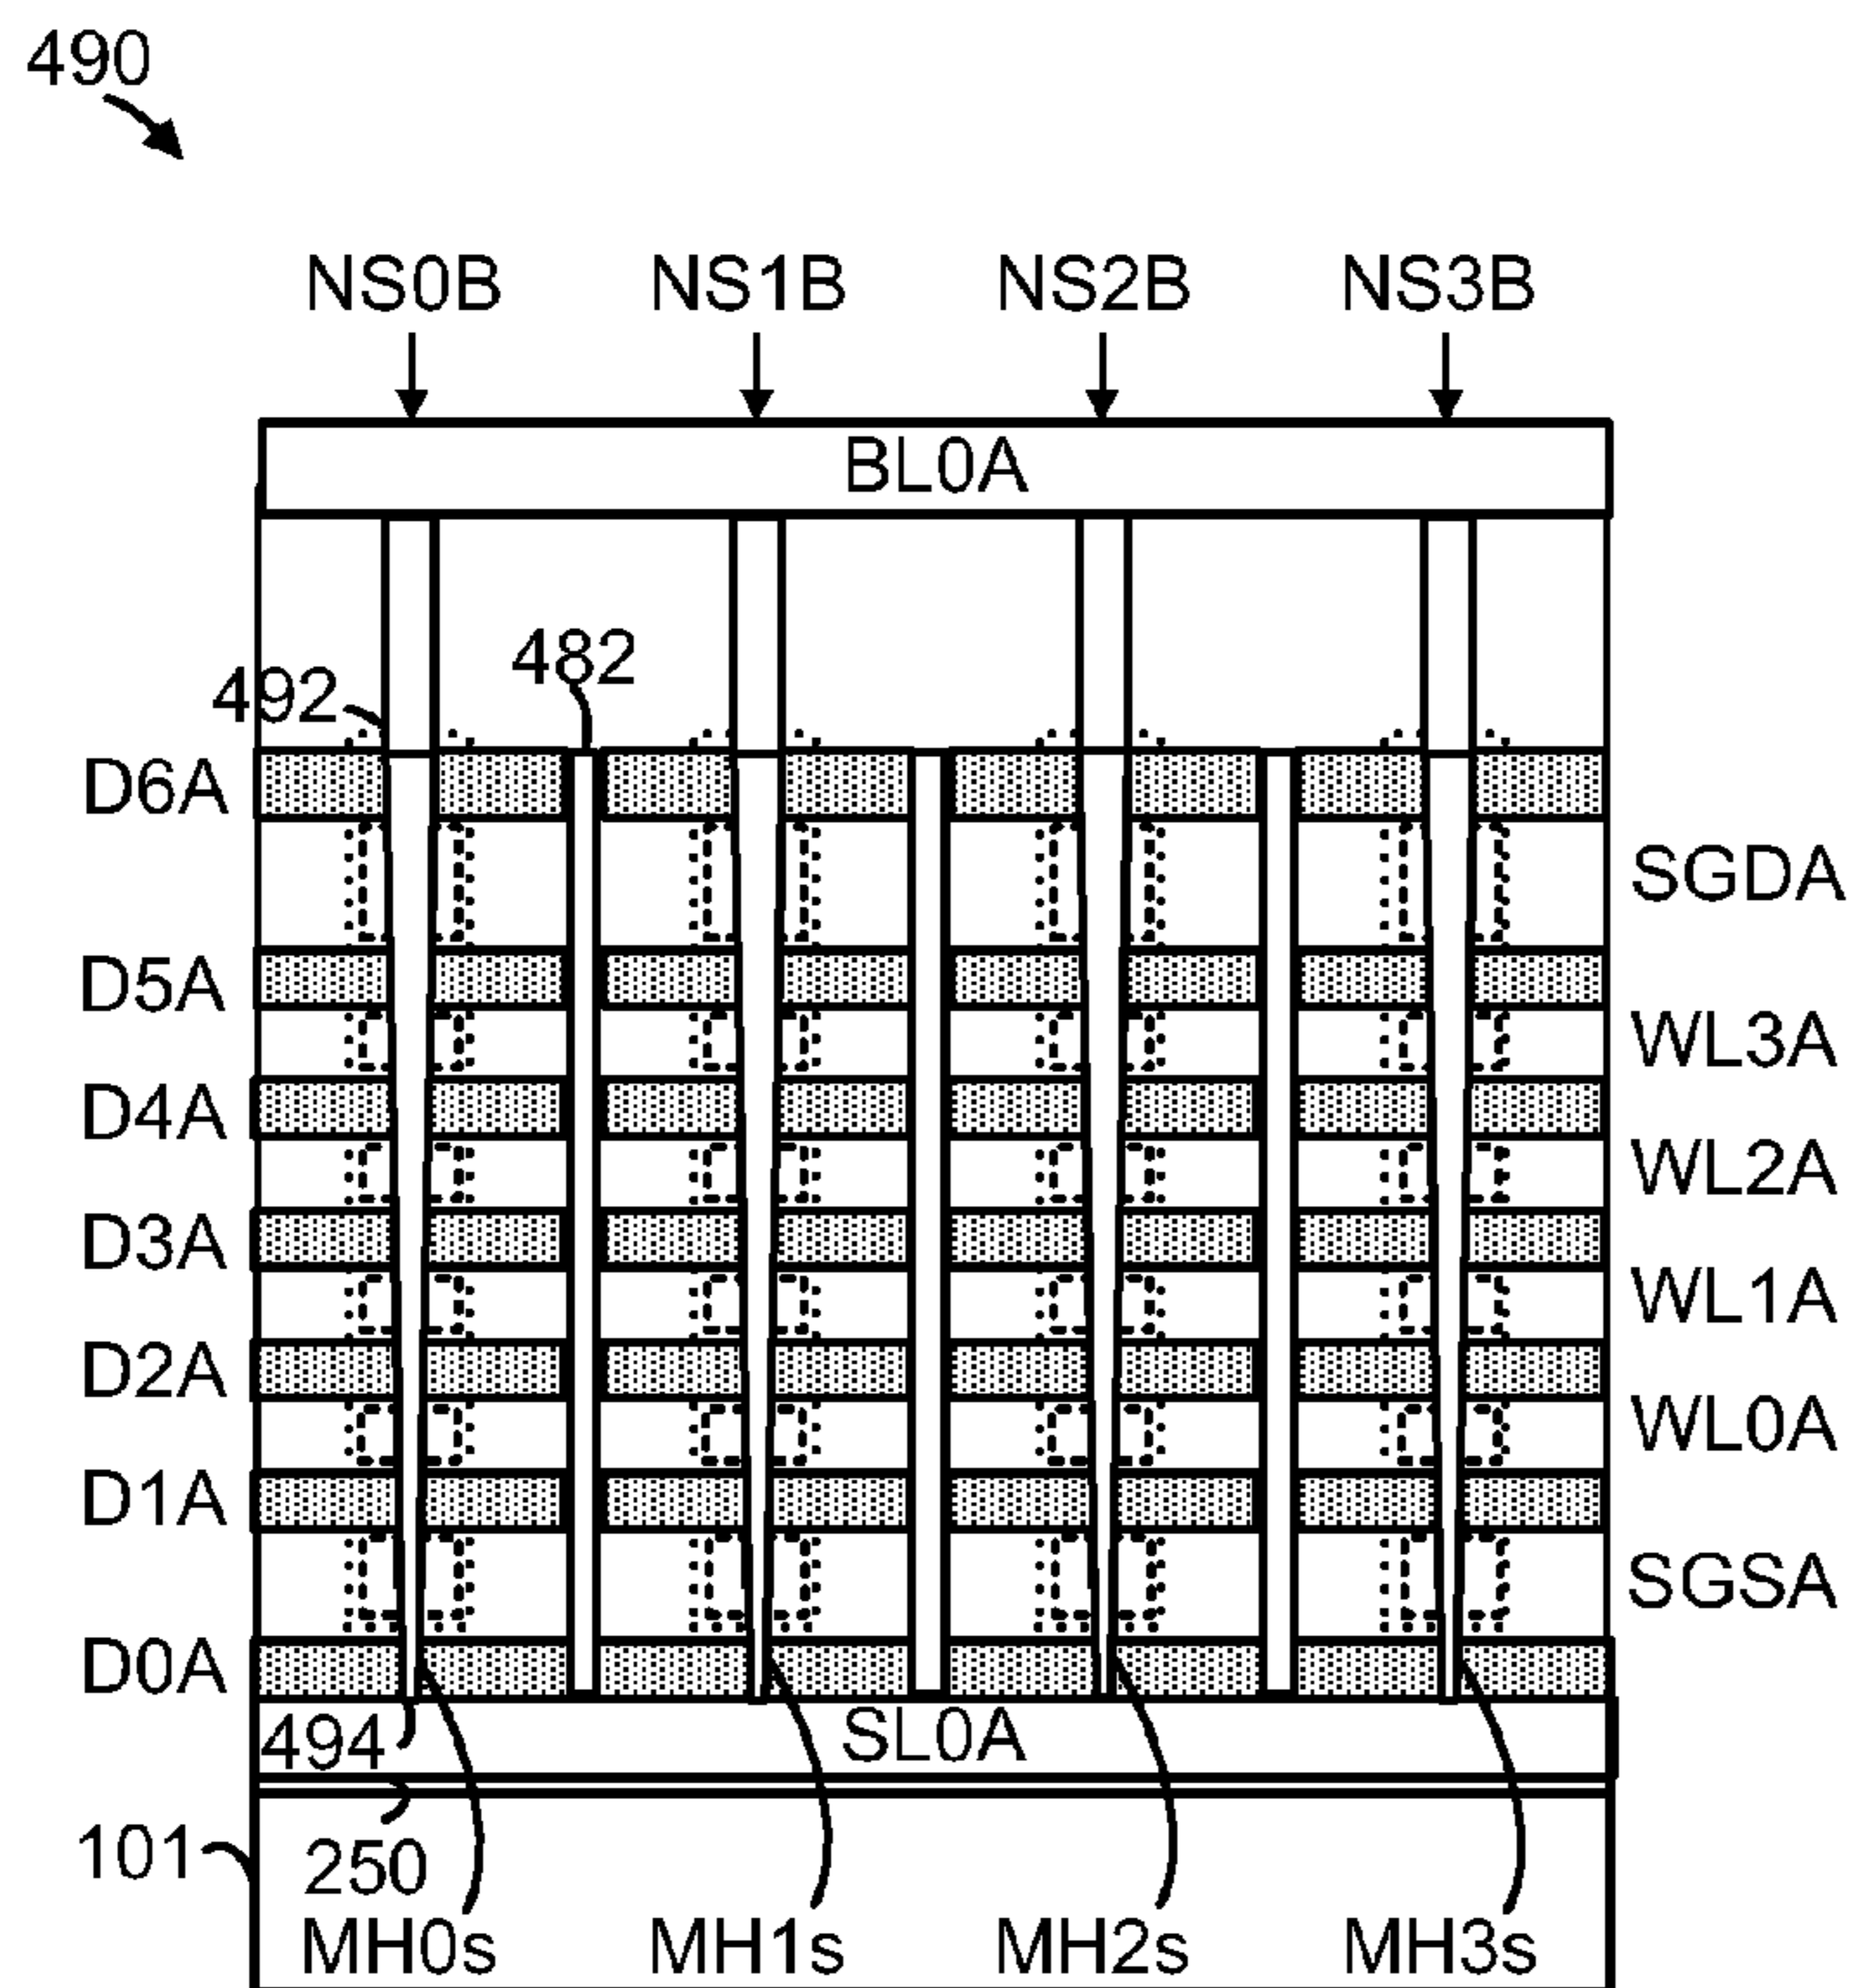 490
NS0B NS1B NS2B NS3B
BL0A
482
492
D6A
SGDA
D5A
WL3A
D4A
WL2A
D3A
WL1A
D2A
WL0A
D1A
SGSA
D0A
494 SL0A
101
250
MH0s MH1s MH2s MH3s